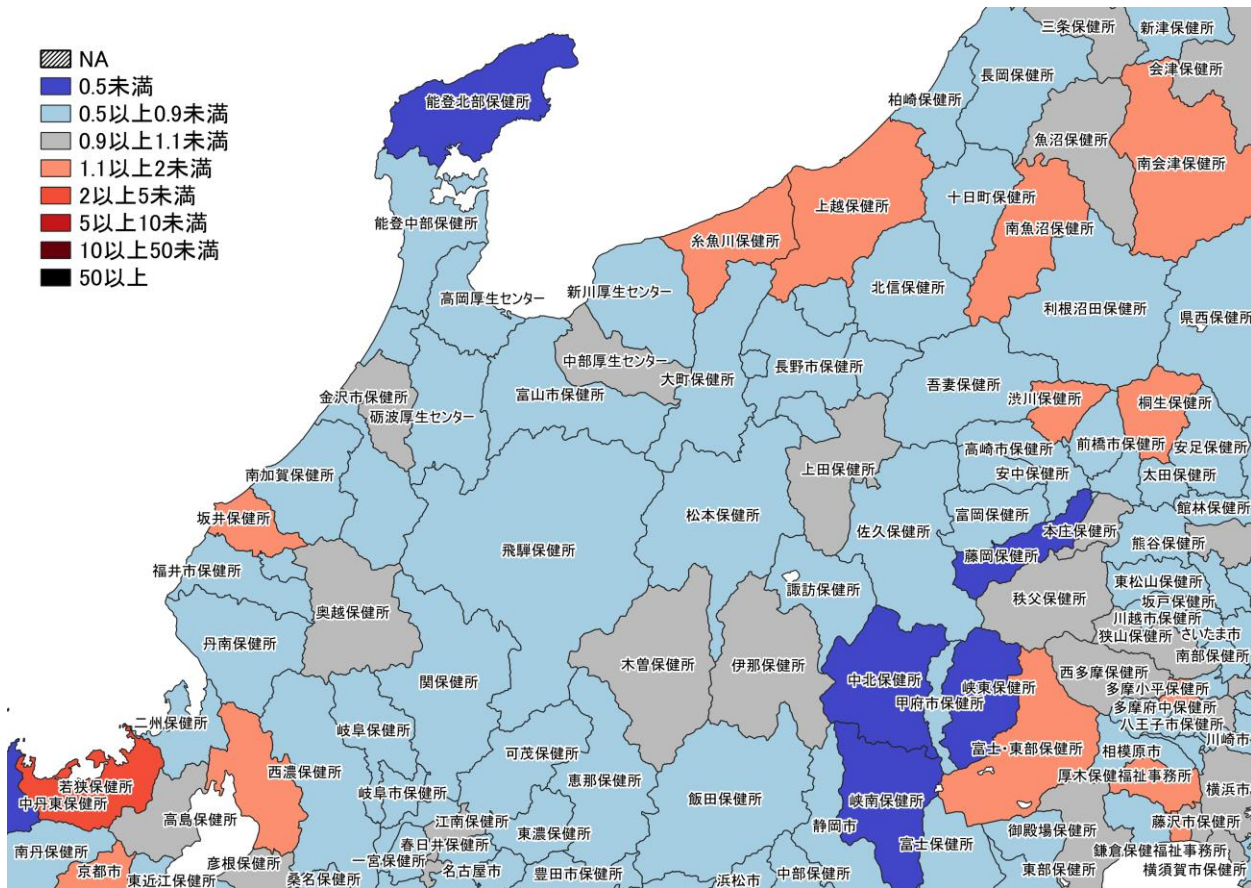 NA
0.5未満
0.5以上0.9未満
0.9以上1.1未満
1.1以上2未満
2以上5未満
5以上10未満
10以上50未満
50以上
三条保健所
新津保健所
長岡保健所
会津保健所
能登北部保健所
柏崎保健所
魚沼保健所
南会津保健所
十日町保健所
上越保健所
能登中部保健所
南魚沼保健所
糸魚川保健所
北信保健所
新川厚生センター
高岡厚生センター
利根沼田保健所
県西保健所
中部厚生センター
長野市保健所
大町保健所
吾妻保健所
富山市保健所
金沢市保健所
渋川保健所
桐生保健所
砺波厚生センター
高崎市保健所
前橋市保健所
安足保健所
上田保健所
南加賀保健所
安中保健所
太田保健所
館林保健所
坂井保健所
松本保健所
富岡保健所
佐久保健所
本庄保健所
熊谷保健所
飛騨保健所
藤岡保健所
福井市保健所
諏訪保健所
東松山保健所
秩父保健所
坂戸保健所
奥越保健所
川越市保健所
狭山保健所
さいたま市
丹南保健所
南部保健所
木曽保健所
伊那保健所
西多摩保健所
関保健所
中北保健所
峡東保健所
多摩小平保健所
甲府市保健所
多摩府中保健所
二州保健所
八王子市保健所
岐阜保健所
川崎市
可茂保健所
富士・東部保健所
相模原市
西濃保健所
恵那保健所
厚木保健福祉事務所
若狭保健所
岐阜市保健所
飯田保健所
横浜市
中丹東保健所
峡南保健所
高島保健所
江南保健所
藤沢市保健所
静岡市
御殿場保健所
東濃保健所
春日井保健所
富士保健所
鎌倉保健福祉事務所
南丹保健所
彦根保健所
一宮保健所
京都市
名古屋市
豊田市保健所
中部保健所
東部保健所
横須賀市保健所
東近江保健所
桑名保健所
浜松市